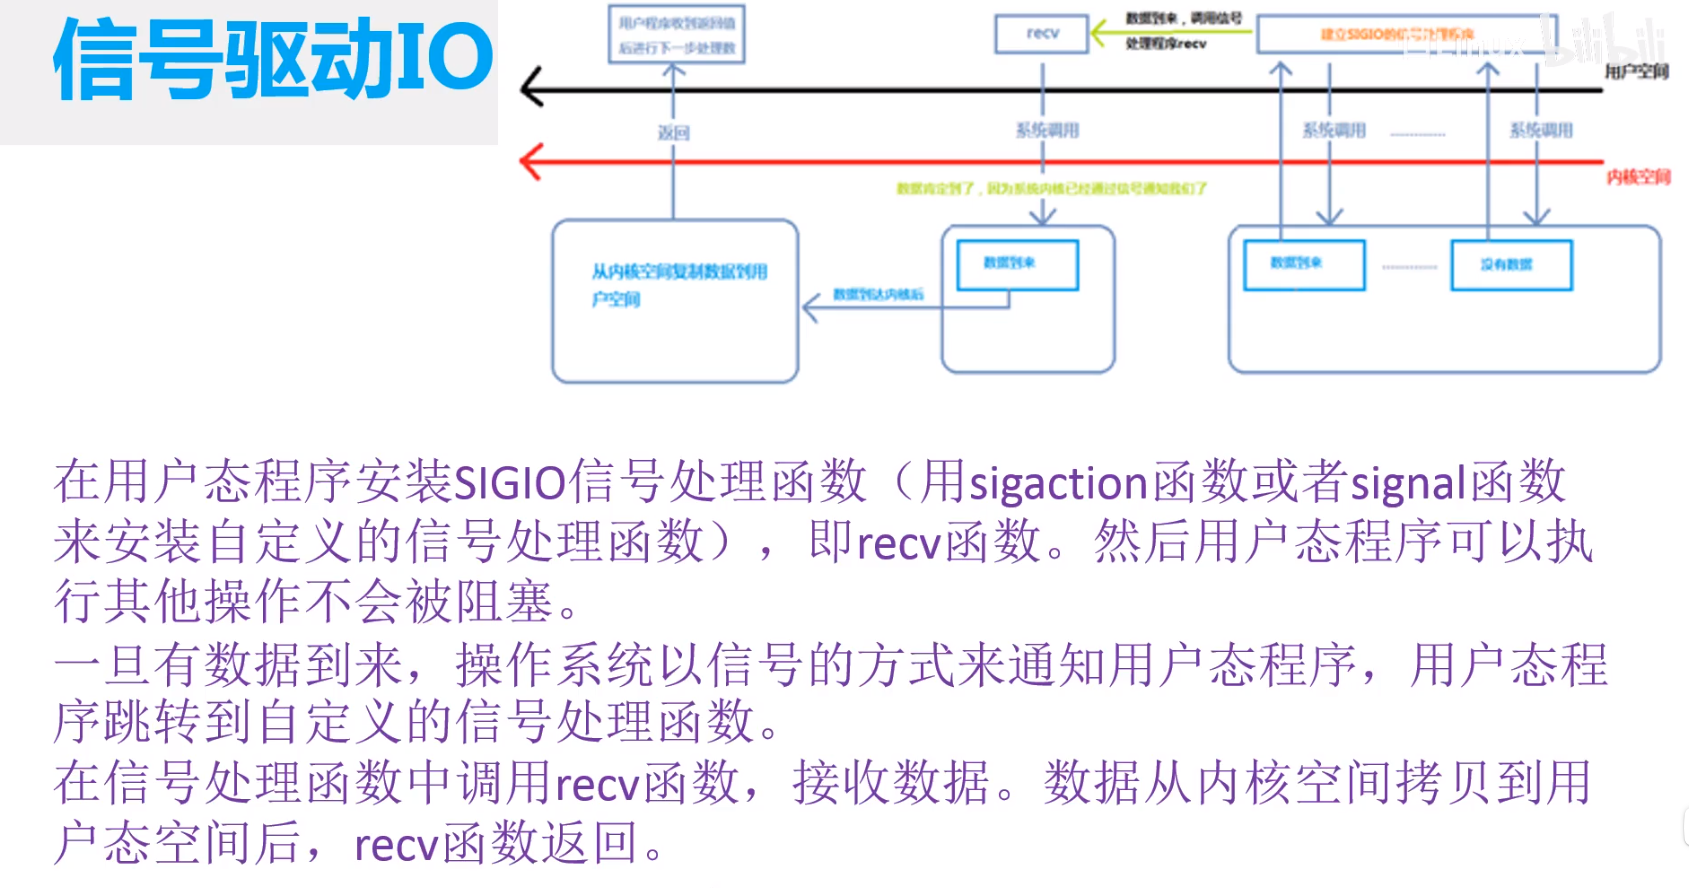 信号驱动IO
用户程序收到返回值
后进行下一步处理数
recv
数据到来，调用信号
处理程序recv
建立SIGIO的信号处理程序
bilibili
用户空间
返回
系统调用
系统调用
系统调用
内核空间
数据肯定到了，因为系统内核已经通过信号通知我们了
从内核空间复制数据到用
户空间
数据到达内核后
数据到来
数据到来
没有数据
在用户态程序安装SIGIO信号处理函数（用sigaction函数或者signal函数
来安装自定义的信号处理函数），即recv函数。然后用户态程序可以执
行其他操作不会被阻塞。
一旦有数据到来，操作系统以信号的方式来通知用户态程序，用户态程
序跳转到自定义的信号处理函数。
在信号处理函数中调用recv函数，接收数据。数据从内核空间拷贝到用
户态空间后，recv函数返回。